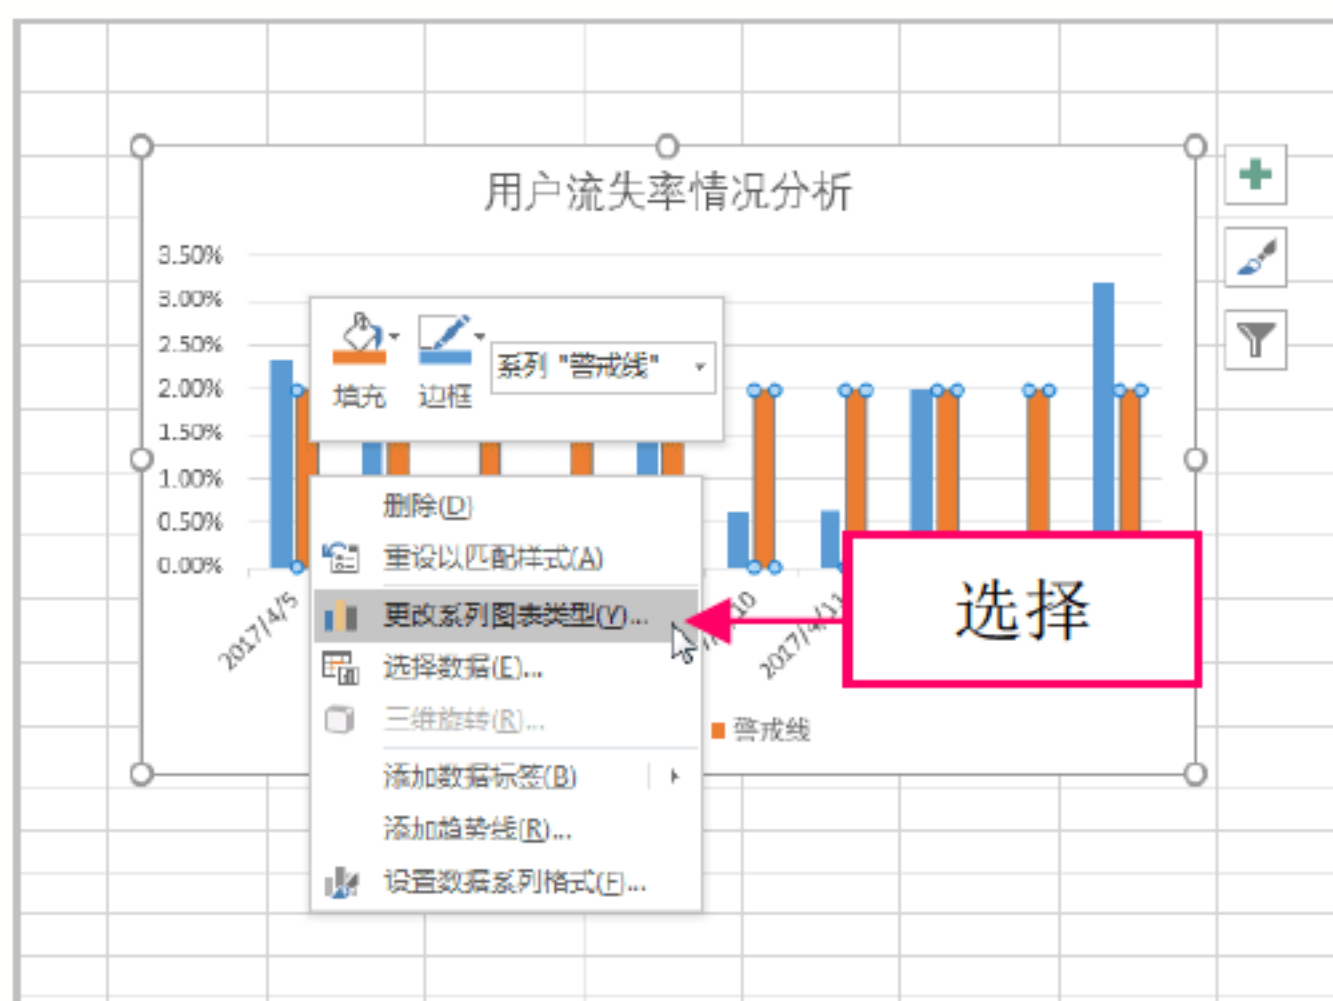 用户流失率情况分析
3.50%
3.00%
2.50%
2.00%
1.50%
1.00%
0.50%
0.00%
填充
边框
系列 "警戒线"
删除(D)
重设以匹配样式(A)
更改系列图表类型(Y)...
选择数据(E)...
三维旋转(R)...
添加数据标签(B)
添加趋势线(R)...
设置数据系列格式(F)...
选择
2017/4/5
10
2017/4/11
警戒线